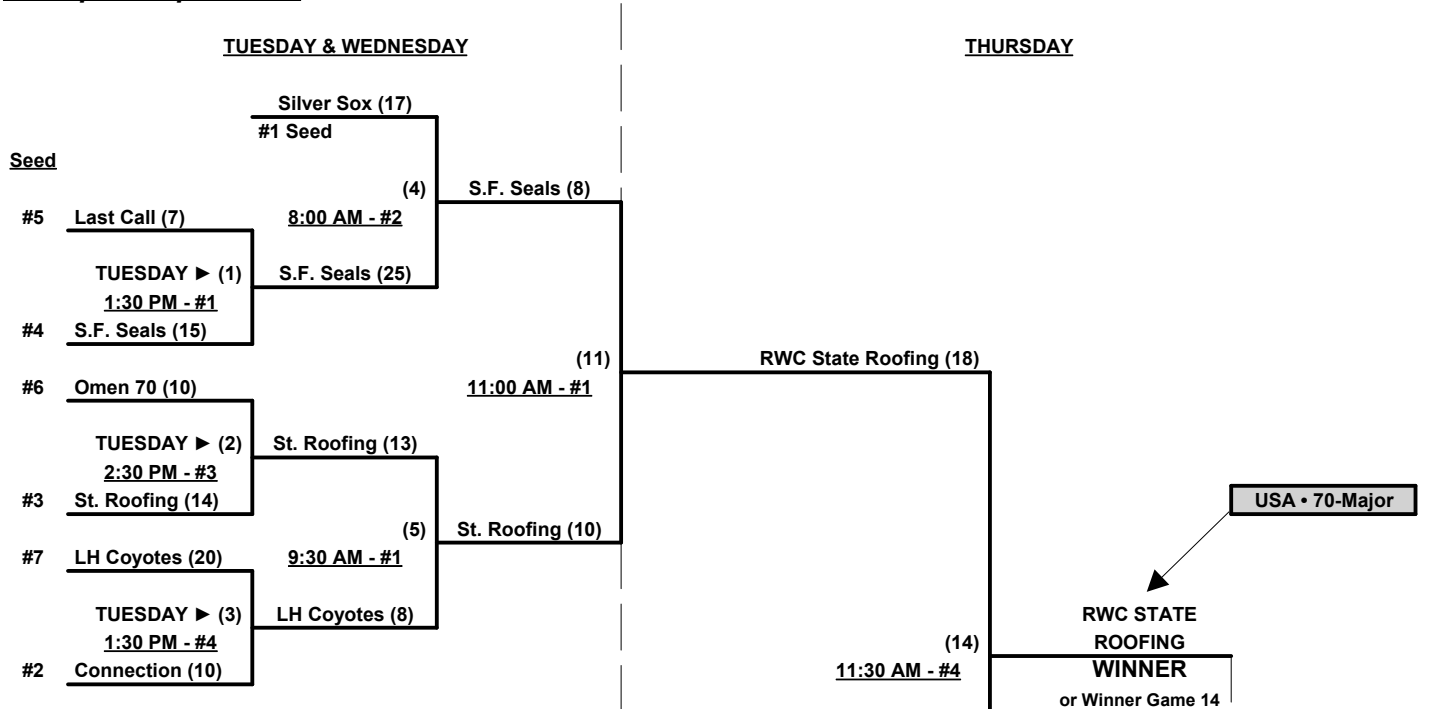 TUESDAY & WEDNESDAY
THURSDAY
Silver Sox (17)
#1 Seed
Seed
(4)
S.F. Seals (8)
#5 Last Call (7)
8:00 AM - #2
TUESDAY ► (1)
S.F. Seals (25)
1:30 PM - #1
#4 S.F. Seals (15)
(11)
RWC State Roofing (18)
#6 Omen 70 (10)
11:00 AM - #1
TUESDAY ► (2)
St. Roofing (13)
2:30 PM - #3
#3 St. Roofing (14)
USA • 70-Major
(5)
St. Roofing (10)
#7 LH Coyotes (20)
9:30 AM - #1
TUESDAY ► (3)
LH Coyotes (8)
RWC STATE
1:30 PM - #4
(14)
ROOFING
#2 Connection (10)
11:30 AM - #4
WINNER
or Winner Game 14